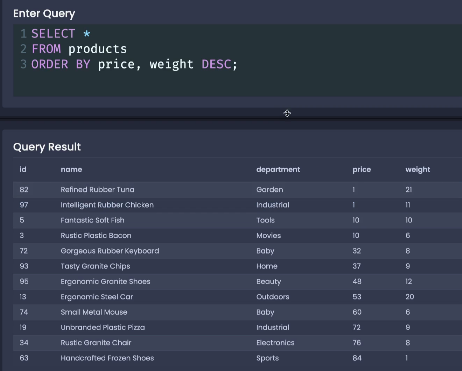 Enter Query
1 SELECT *
2 FROM products
3 ORDER BY price, weight DESC;
Query Result
id name department price weight
82 Refined Rubber Tuna Garden 1 21
97 Intelligent Rubber Chicken Industrial 1 11
5 Fantastic Soft Fish Tools 10 10
3 Rustic Plastic Bacon Movies 10 6
72 Gorgeous Rubber Keyboard Baby 32 8
93 Tasty Granite Chips Home 37 9
95 Ergonomic Granite Shoes Beauty 48 12
13 Ergonomic Steel Car Outdoors 53 20
74 Small Metal Mouse Baby 60 6
19 Unbranded Plastic Pizza Industrial 72 9
34 Rustic Granite Chair Electronics 76 8
63 Handcrafted Frozen Shoes Sports 84 1